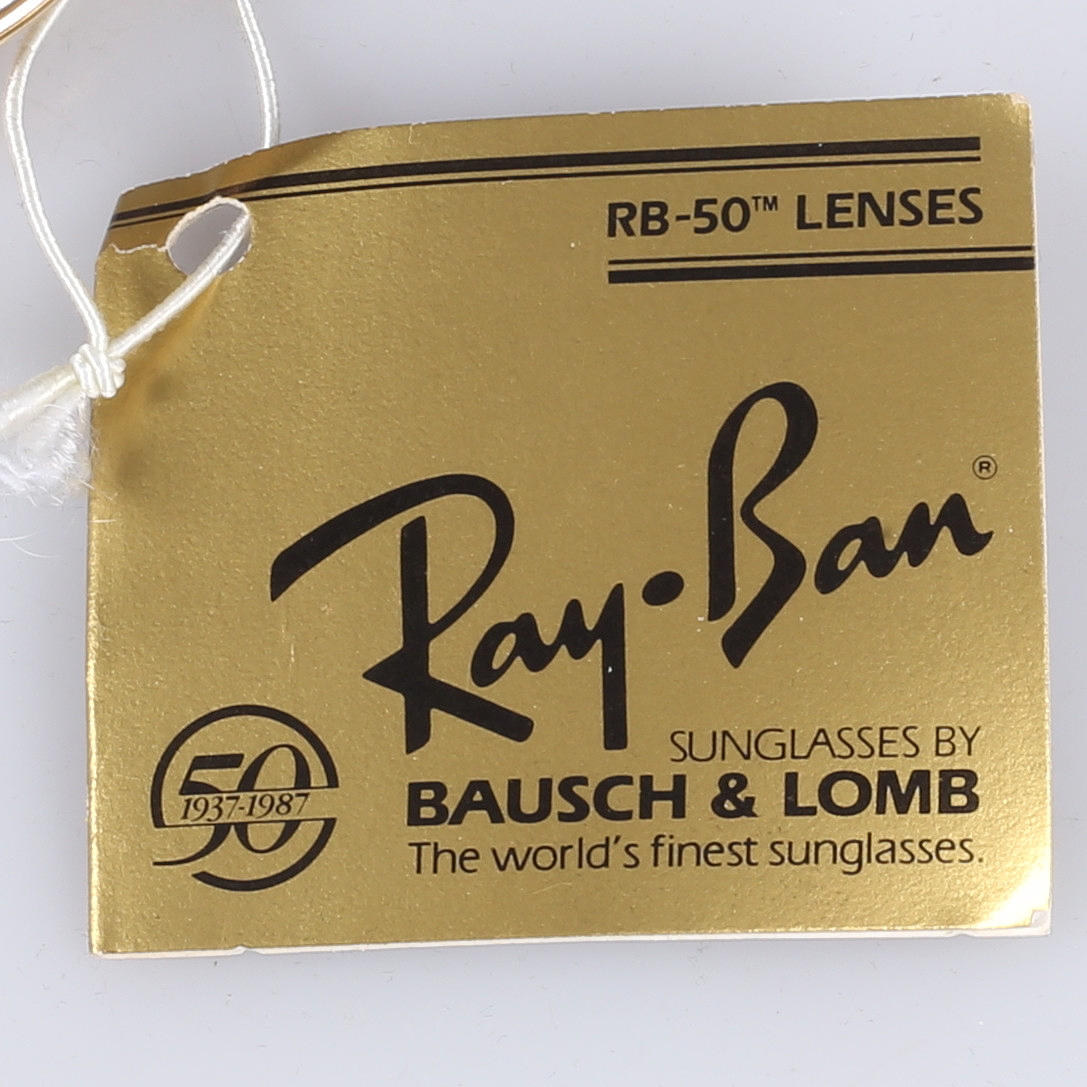 RB-50™ LENSES
Ray·Ban®
50
1937-1987
SUNGLASSES BY
BAUSCH & LOMB
The world's finest sunglasses.